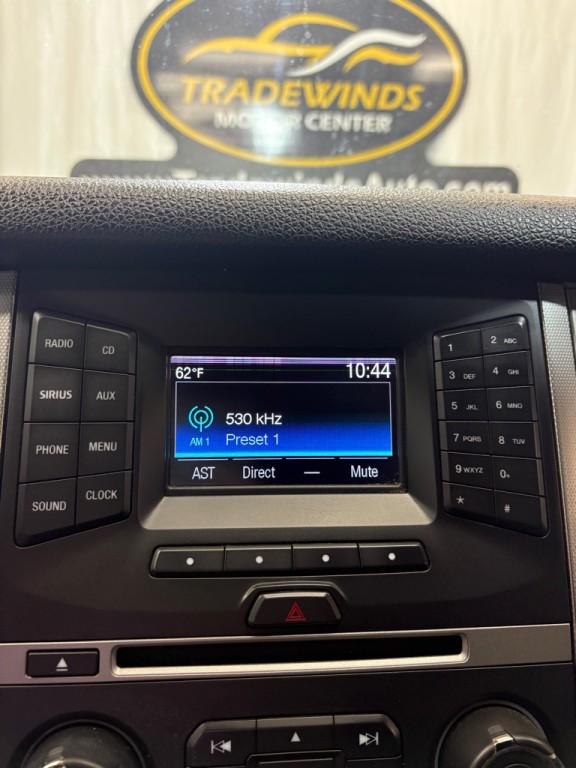 TRADEWINDS
MOTOR CENTER
TradewindsAuto.com
62°F 10:44
530 kHz
AM 1 Preset 1
AST Direct — Mute
RADIO CD
SIRIUS AUX
PHONE MENU
SOUND CLOCK
1 2 ABC
3 DEF 4 GHI
5 JKL 6 MNO
7 PQRS 8 TUV
9 WXYZ 0+
* #